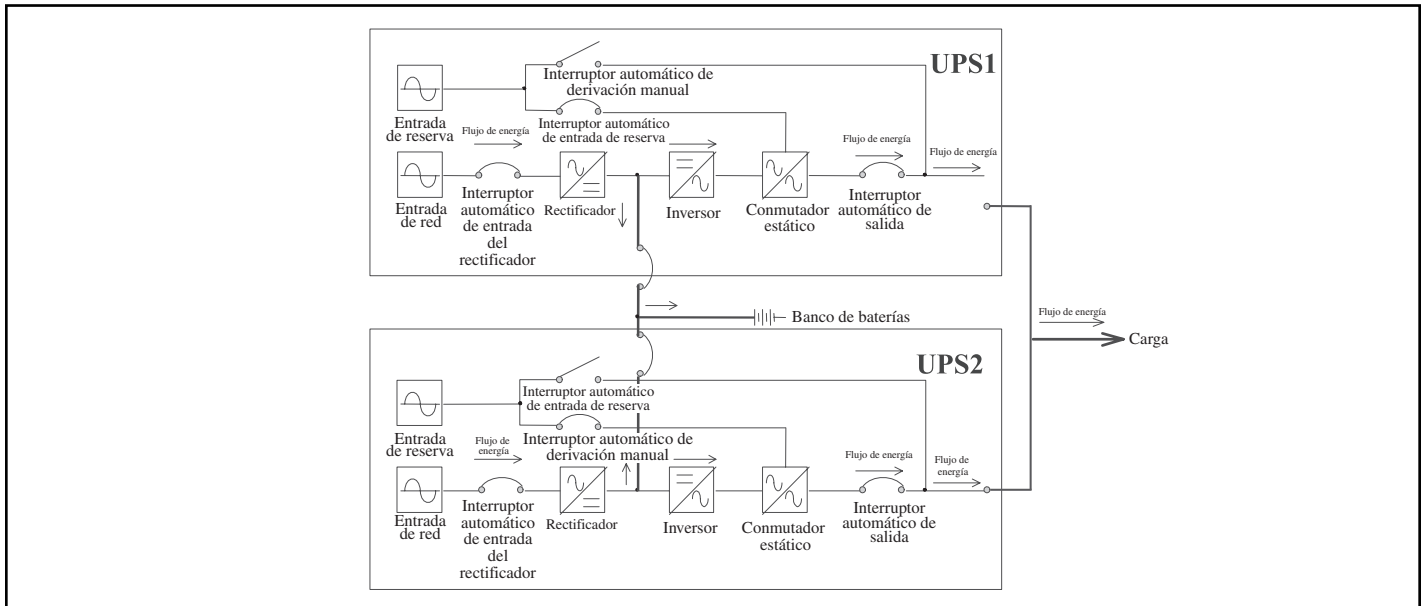 UPS1
Interruptor automático de
derivación manual
Entrada
de reserva
Flujo de energía
Interruptor automático
de entrada de reserva
Flujo de energía
Flujo de energía
Entrada
de red
Interruptor
automático
de entrada
del
rectificador
Rectificador
Inversor
Conmutador
estático
Interruptor
automático de
salida
Banco de baterías
Flujo de energía
Carga
UPS2
Interruptor automático
de entrada de reserva
Entrada
de reserva
Flujo de
energía
Interruptor automático de
derivación manual
Flujo de energía
Flujo de
energía
Entrada
de red
Interruptor
automático
de entrada
del
rectificador
Rectificador
Inversor
Conmutador
estático
Interruptor
automático de
salida